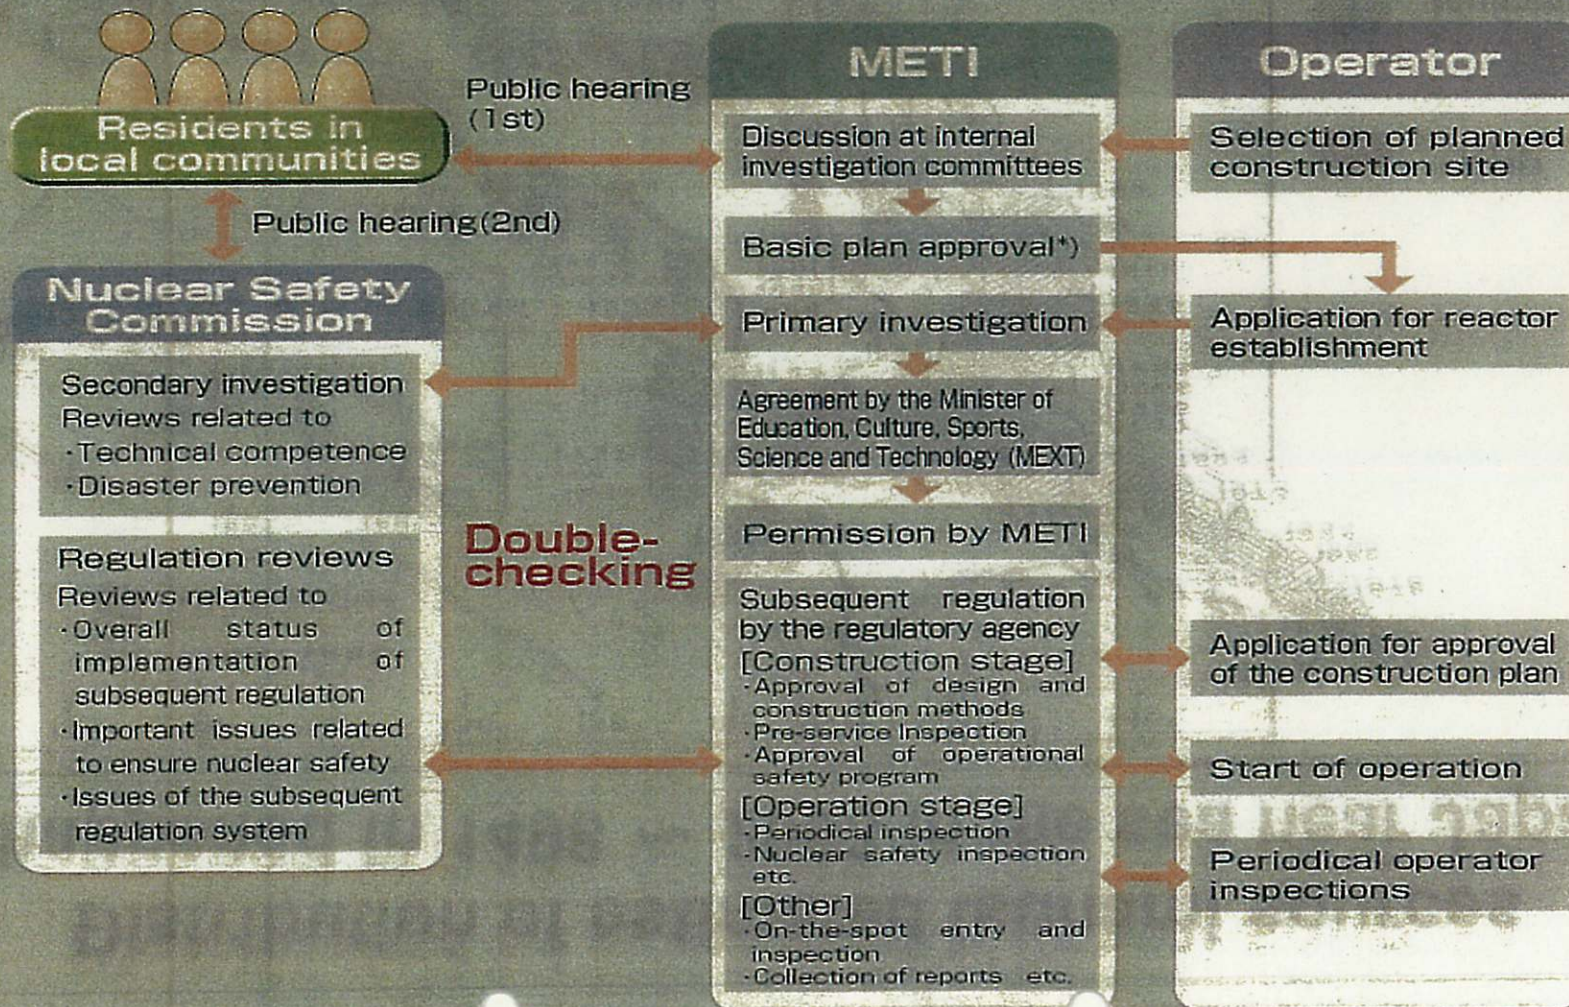 Residents in
local communities
Public hearing
(1st)
Public hearing(2nd)
Nuclear Safety
Commission
Secondary investigation
Reviews related to
·Technical competence
·Disaster prevention
Regulation reviews
Reviews related to
·Overall status of
implementation of
subsequent regulation
·Important issues related
to ensure nuclear safety
·Issues of the subsequent
regulation system
Double-
checking
METI
Discussion at internal
investigation committees
Basic plan approval*)
Primary investigation
Agreement by the Minister of
Education, Culture, Sports,
Science and Technology (MEXT)
Permission by METI
Subsequent regulation
by the regulatory agency
[Construction stage]
·Approval of design and
construction methods
·Pre-service Inspection
·Approval of operational
safety program
[Operation stage]
·Periodical inspection
·Nuclear safety inspection
etc.
[Other]
·On-the-spot entry and
inspection
·Collection of reports etc.
Operator
Selection of planned
construction site
Application for reactor
establishment
Application for approval
of the construction plan
Start of operation
Periodical operator
inspections